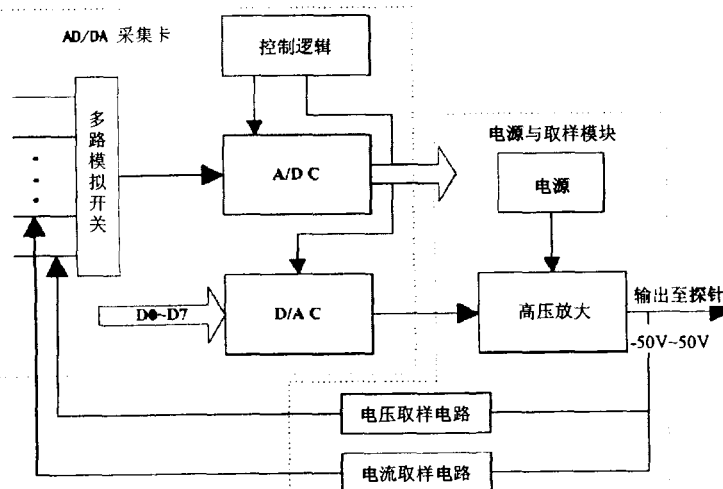 AD/DA 采集卡
控制逻辑
多路模拟开关
A/D C
电源与取样模块
电源
D0~D7
D/A C
高压放大
输出至探针
-50V~50V
电压取样电路
电流取样电路